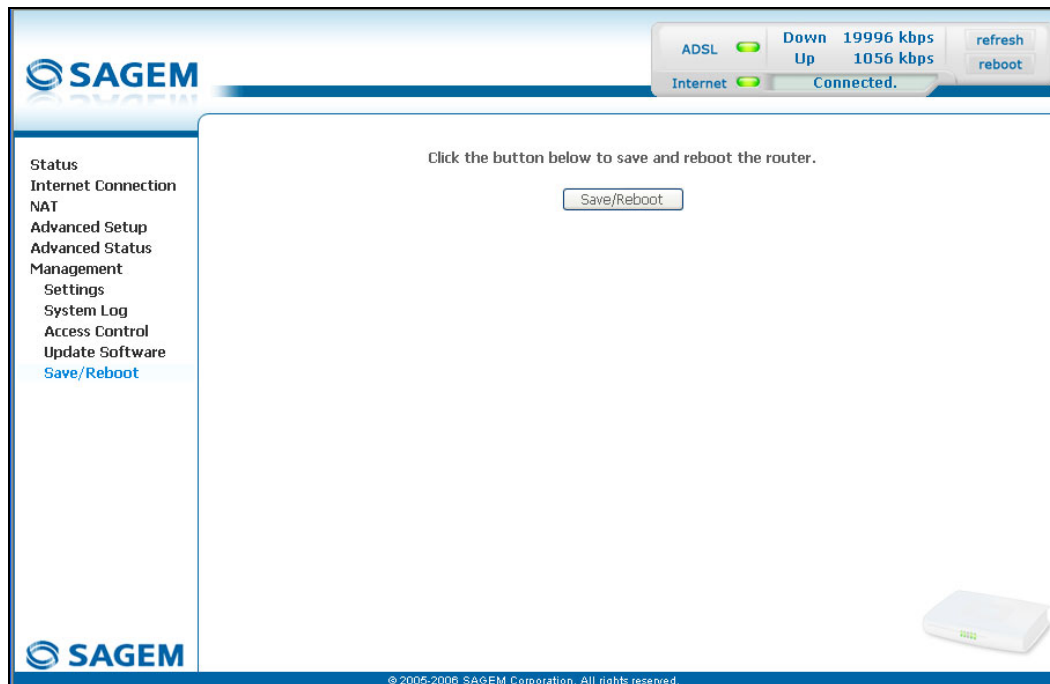 SAGEM
ADSL
Down 19996 kbps
Up 1056 kbps
refresh
reboot
Internet
Connected.
Status
Internet Connection
NAT
Advanced Setup
Advanced Status
Management
Settings
System Log
Access Control
Update Software
Save/Reboot
Click the button below to save and reboot the router.
Save/Reboot
SAGEM
© 2005-2006 SAGEM Corporation. All rights reserved.